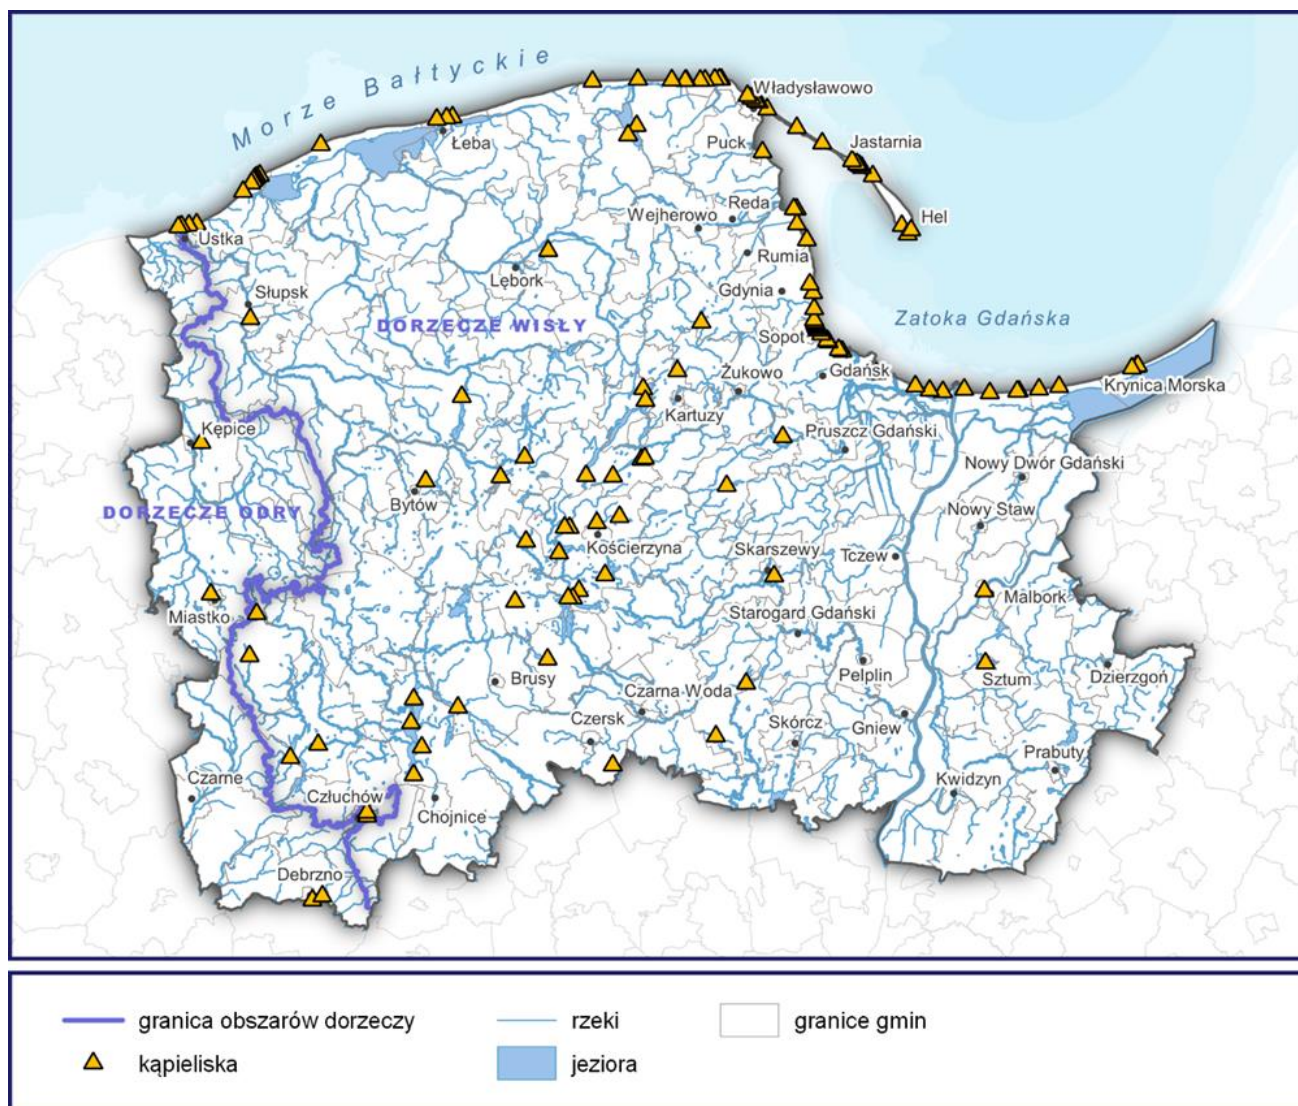 Morze Bałtyckie
Władysławowo
Łeba
Puck
Jastarnia
Reda
Wejherowo
Hel
Ustka
Rumia
Lębork
Gdynia
Słupsk
Zatoka Gdańska
DORZECZE WISŁY
Sopot
Gdańsk
Żukowo
Krynica Morska
Kartuzy
Kępice
Pruszcz Gdański
Nowy Dwór Gdański
Bytów
DORZECZE ODRY
Nowy Staw
Kościerzyna
Skarszewy
Tczew
Miastko
Malbork
Starogard Gdański
Brusy
Pelplin
Sztum
Dzierzgoń
Czarna Woda
Czersk
Skórcz
Gniew
Prabuty
Czarne
Kwidzyn
Człuchów
Chojnice
Debrzno
granica obszarów dorzeczy
rzeki
granice gmin
kąpieliska
jeziora